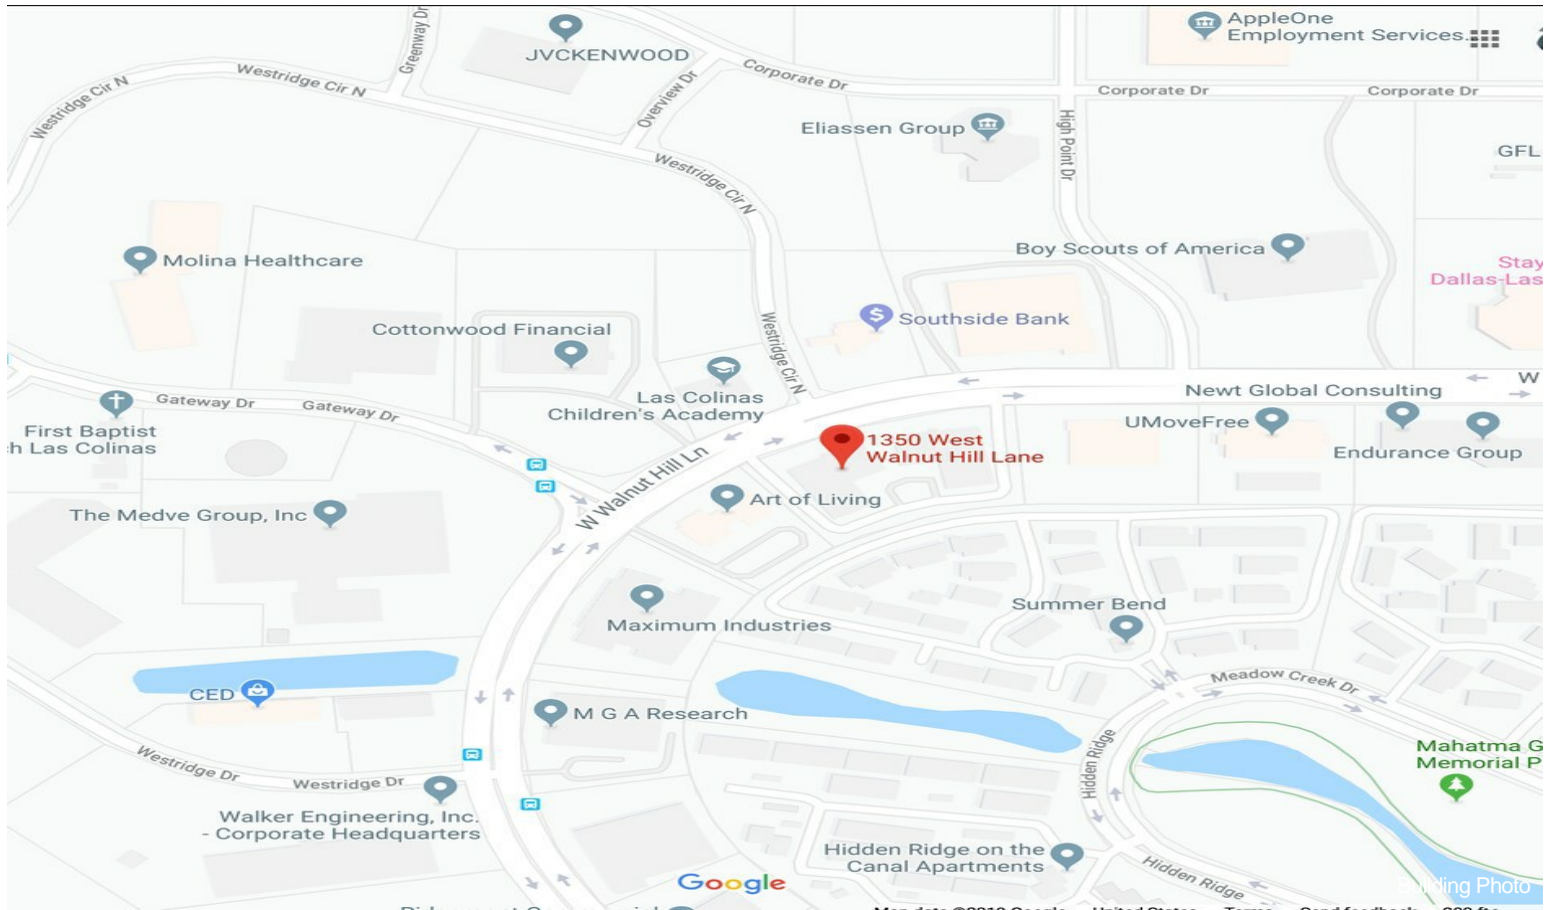 AppleOne
Employment Services.
JVCKENWOOD
Greenway Dr
Westridge Cir N
Westridge Cir N
Overview Dr
Corporate Dr
Corporate Dr
Corporate Dr
Eliassen Group
High Point Dr
GFL
Westridge Cir N
Boy Scouts of America
Molina Healthcare
Stay
Dallas-Las
Southside Bank
Cottonwood Financial
Westridge Cir N
Las Colinas
Children's Academy
Newt Global Consulting
W
Gateway Dr
Gateway Dr
UMoveFree
First Baptist
h Las Colinas
1350 West
Walnut Hill Lane
Endurance Group
W Walnut Hill Ln
Art of Living
The Medve Group, Inc
Summer Bend
Maximum Industries
Meadow Creek Dr
CED
M G A Research
Hidden Ridge
Mahatma G
Memorial P
Westridge Dr
Westridge Dr
Walker Engineering, Inc.
- Corporate Headquarters
Hidden Ridge on the
Canal Apartments
Hidden Ridge
Google
Building Photo